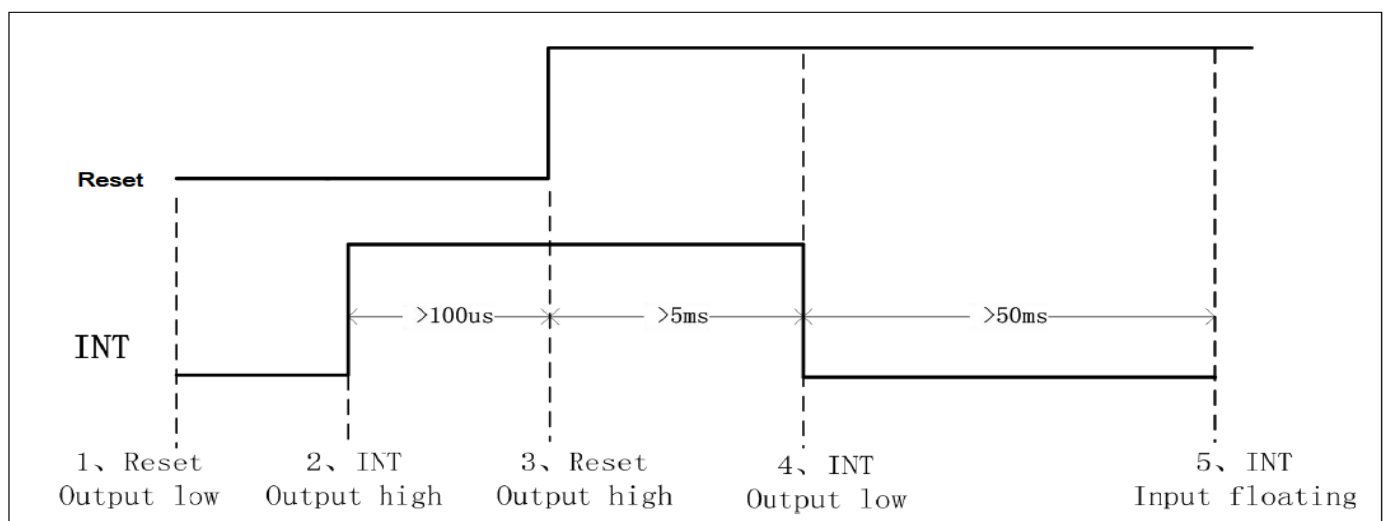 Reset
INT
>100us
>5ms
>50ms
1、Reset
Output low
2、INT
Output high
3、Reset
Output high
4、INT
Output low
5、INT
Input floating